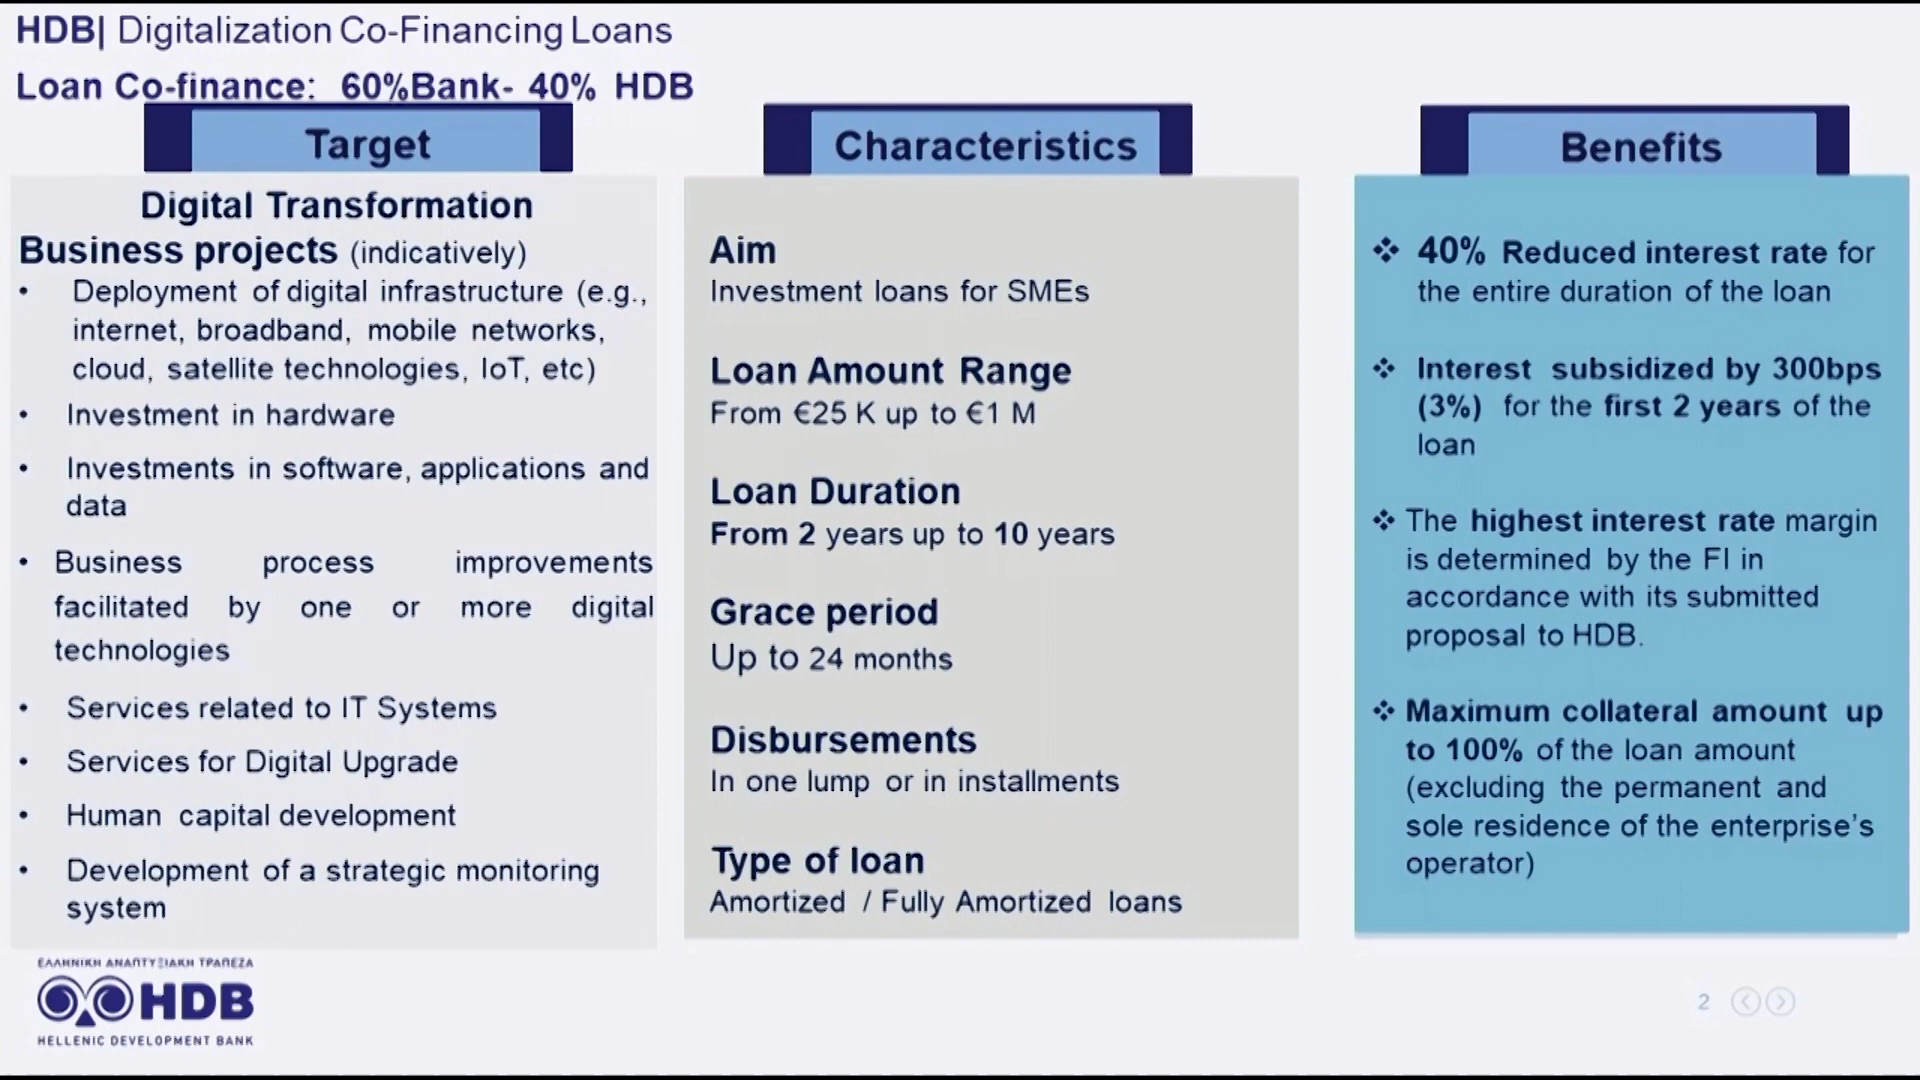 HDB| Digitalization Co-Financing Loans
Loan Co-finance: 60%Bank- 40% HDB
Target
Digital Transformation
Business projects (indicatively)
• Deployment of digital infrastructure (e.g.,
internet, broadband, mobile networks,
cloud, satellite technologies, IoT, etc)
• Investment in hardware
• Investments in software, applications and
data
• Business process improvements
facilitated by one or more digital
technologies
• Services related to IT Systems
• Services for Digital Upgrade
• Human capital development
• Development of a strategic monitoring
system
Characteristics
Aim
Investment loans for SMEs
Loan Amount Range
From €25 K up to €1 M
Loan Duration
From 2 years up to 10 years
Grace period
Up to 24 months
Disbursements
In one lump or in installments
Type of loan
Amortized / Fully Amortized loans
Benefits
❖ 40% Reduced interest rate for
the entire duration of the loan
❖ Interest subsidized by 300bps
(3%) for the first 2 years of the
loan
❖ The highest interest rate margin
is determined by the FI in
accordance with its submitted
proposal to HDB.
❖ Maximum collateral amount up
to 100% of the loan amount
(excluding the permanent and
sole residence of the enterprise's
operator)
ΕΛΛΗΝΙΚΗ ΑΝΑΠΤΥΞΙΑΚΗ ΤΡΑΠΕΖΑ
HDB
HELLENIC DEVELOPMENT BANK
2